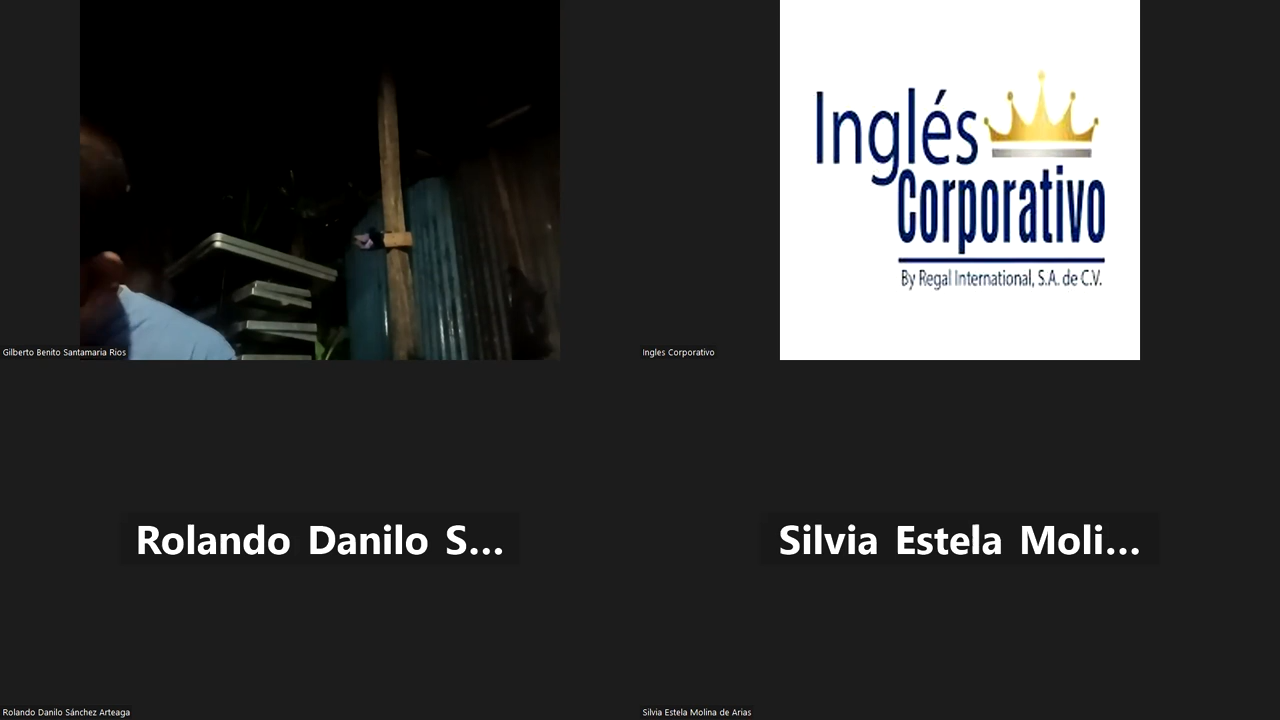 Inglés
Corporativo
By Regal International, S.A. de C.V.
Gilberto Benito Santamaria Rios
Ingles Corporativo
Rolando Danilo S...
Silvia Estela Moli...
Rolando Danilo Sánchez Arteaga
Silvia Estela Molina de Arias